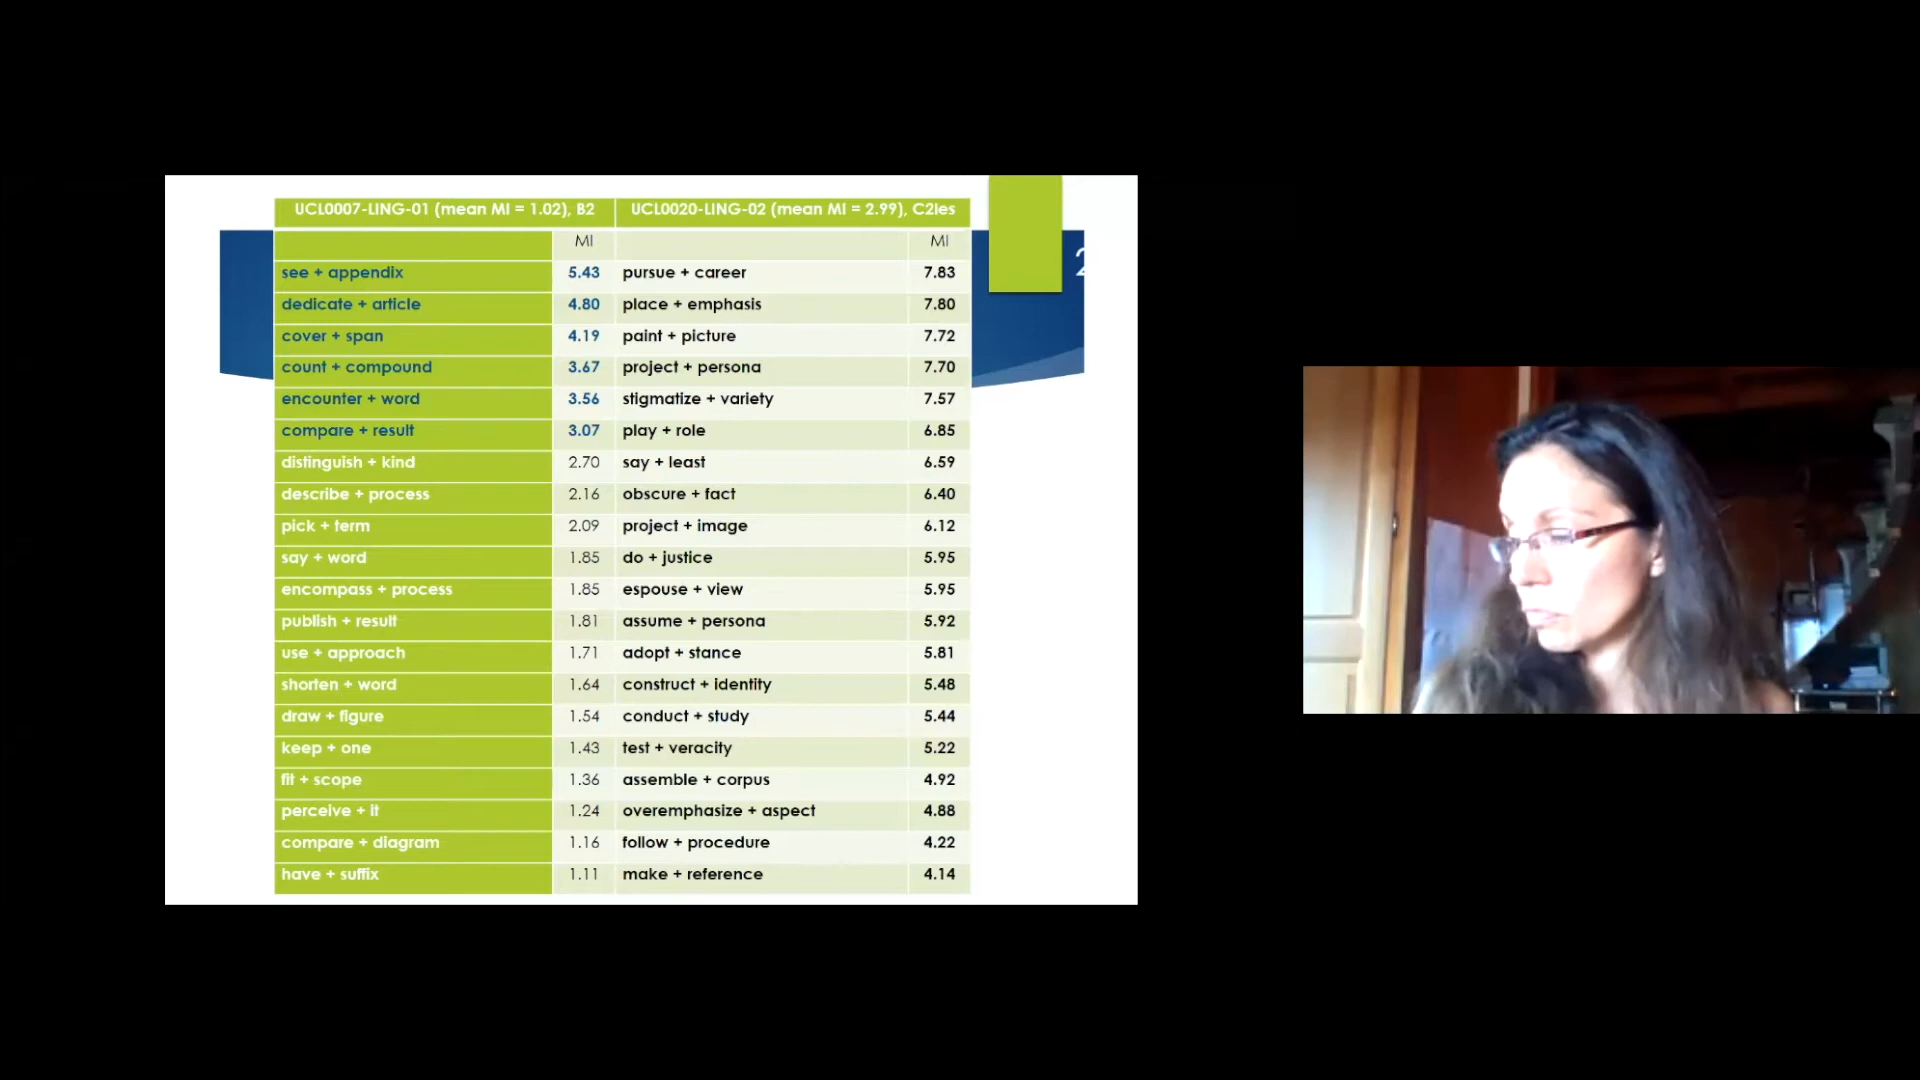 UCL0007-LING-01 (mean MI = 1.02), B2 UCL0020-LING-02 (mean MI = 2.99), C2les
MI MI
see + appendix 5.43 pursue + career 7.83
dedicate + article 4.80 place + emphasis 7.80
cover + span 4.19 paint + picture 7.72
count + compound 3.67 project + persona 7.70
encounter + word 3.56 stigmatize + variety 7.57
compare + result 3.07 play + role 6.85
distinguish + kind 2.70 say + least 6.59
describe + process 2.16 obscure + fact 6.40
pick + term 2.09 project + image 6.12
say + word 1.85 do + justice 5.95
encompass + process 1.85 espouse + view 5.95
publish + result 1.81 assume + persona 5.92
use + approach 1.71 adopt + stance 5.81
shorten + word 1.64 construct + identity 5.48
draw + figure 1.54 conduct + study 5.44
keep + one 1.43 test + veracity 5.22
fit + scope 1.36 assemble + corpus 4.92
perceive + it 1.24 overemphasize + aspect 4.88
compare + diagram 1.16 follow + procedure 4.22
have + suffix 1.11 make + reference 4.14